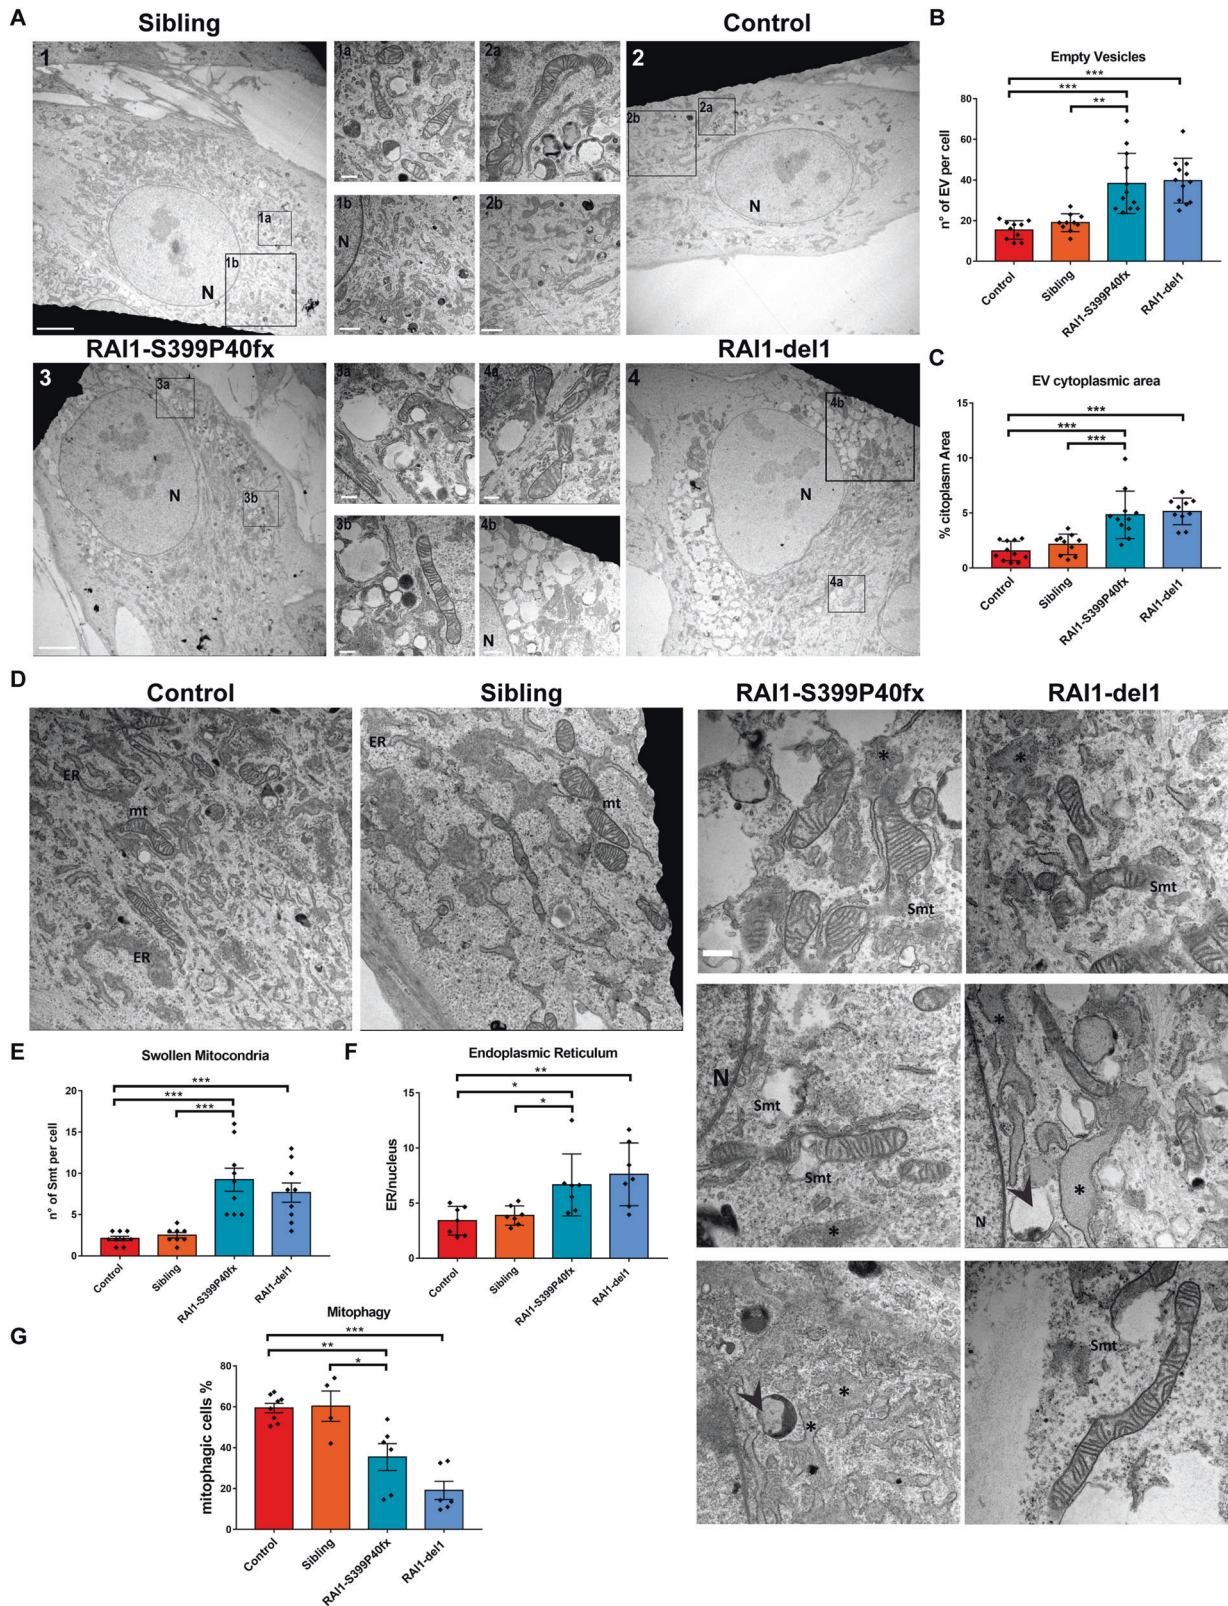 A
Sibling
Control
1
1a
2a
2
2a
2b
N
1a
1b
1b
N
2b
N
RAI1-S399P40fx
RAI1-del1
3
3a
3a
4a
4
4b
N
3b
3b
4b
N
N
4a
B
Empty Vesicles
***
***
**
n° of EV per cell
80
60
40
20
0
Control
Sibling
RAI1-S399P40fx
RAI1-del1
C
EV cytoplasmic area
***
***
***
% citoplasm Area
15
10
5
0
Control
Sibling
RAI1-S399P40fx
RAI1-del1
D
Control
Sibling
RAI1-S399P40fx
RAI1-del1
ER
mt
ER
ER
mt
*
Smt
*
Smt
N
Smt
Smt
*
*
*
N
*
*
Smt
E
Swollen Mitocondria
***
***
***
n° of Smt per cell
20
15
10
5
0
Control
Sibling
RAI1-S399P40fx
RAI1-del1
F
Endoplasmic Reticulum
**
*
*
ER/nucleus
15
10
5
0
Control
Sibling
RAI1-S399P40fx
RAI1-del1
G
Mitophagy
***
**
*
mitophagic cells %
80
60
40
20
0
Control
Sibling
RAI1-S399P40fx
RAI1-del1